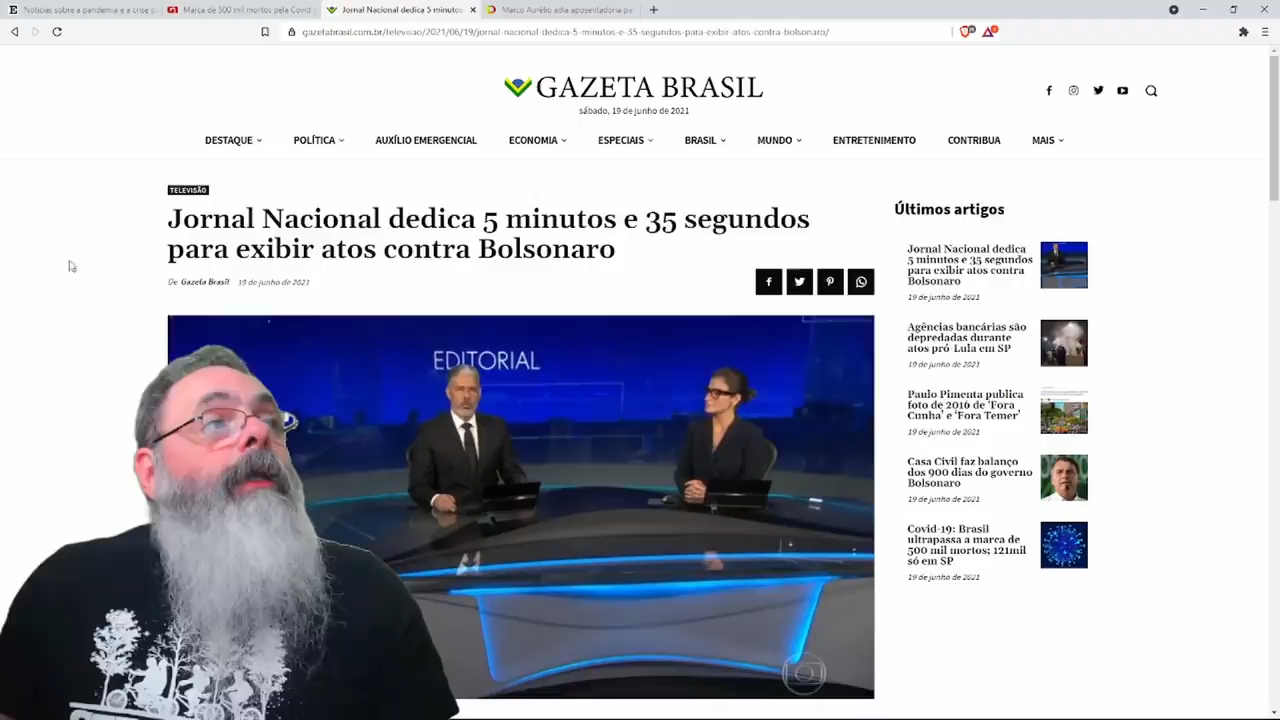 Notícias sobre a pandemia e a crise s
Marca de 500 mil mortos pela Covid
Jornal Nacional dedica 5 minutos
Marco Aurélio adia aposentadoria pa
gazetabrasil.com.br/televisao/2021/06/19/jornal-nacional-dedica-5-minutos-e-35-segundos-para-exibir-atos-contra-bolsonaro/
GAZETA BRASIL
sábado, 19 de junho de 2021
DESTAQUE
POLÍTICA
AUXÍLIO EMERGENCIAL
ECONOMIA
ESPECIAIS
BRASIL
MUNDO
ENTRETENIMENTO
CONTRIBUA
MAIS
TELEVISÃO
Jornal Nacional dedica 5 minutos e 35 segundos
para exibir atos contra Bolsonaro
De Gazeta Brasil 19 de junho de 2021
EDITORIAL
Últimos artigos
Jornal Nacional dedica
5 minutos e 35 segundos
para exibir atos contra
Bolsonaro
19 de junho de 2021
Agências bancárias são
depredadas durante
atos pró-Lula em SP
19 de junho de 2021
Paulo Pimenta publica
foto de 2016 de ‘Fora
Cunha’ e ‘Fora Temer’
19 de junho de 2021
Casa Civil faz balanço
dos 900 dias do governo
Bolsonaro
19 de junho de 2021
Covid-19: Brasil
ultrapassa a marca de
500 mil mortos; 121mil
só em SP
19 de junho de 2021